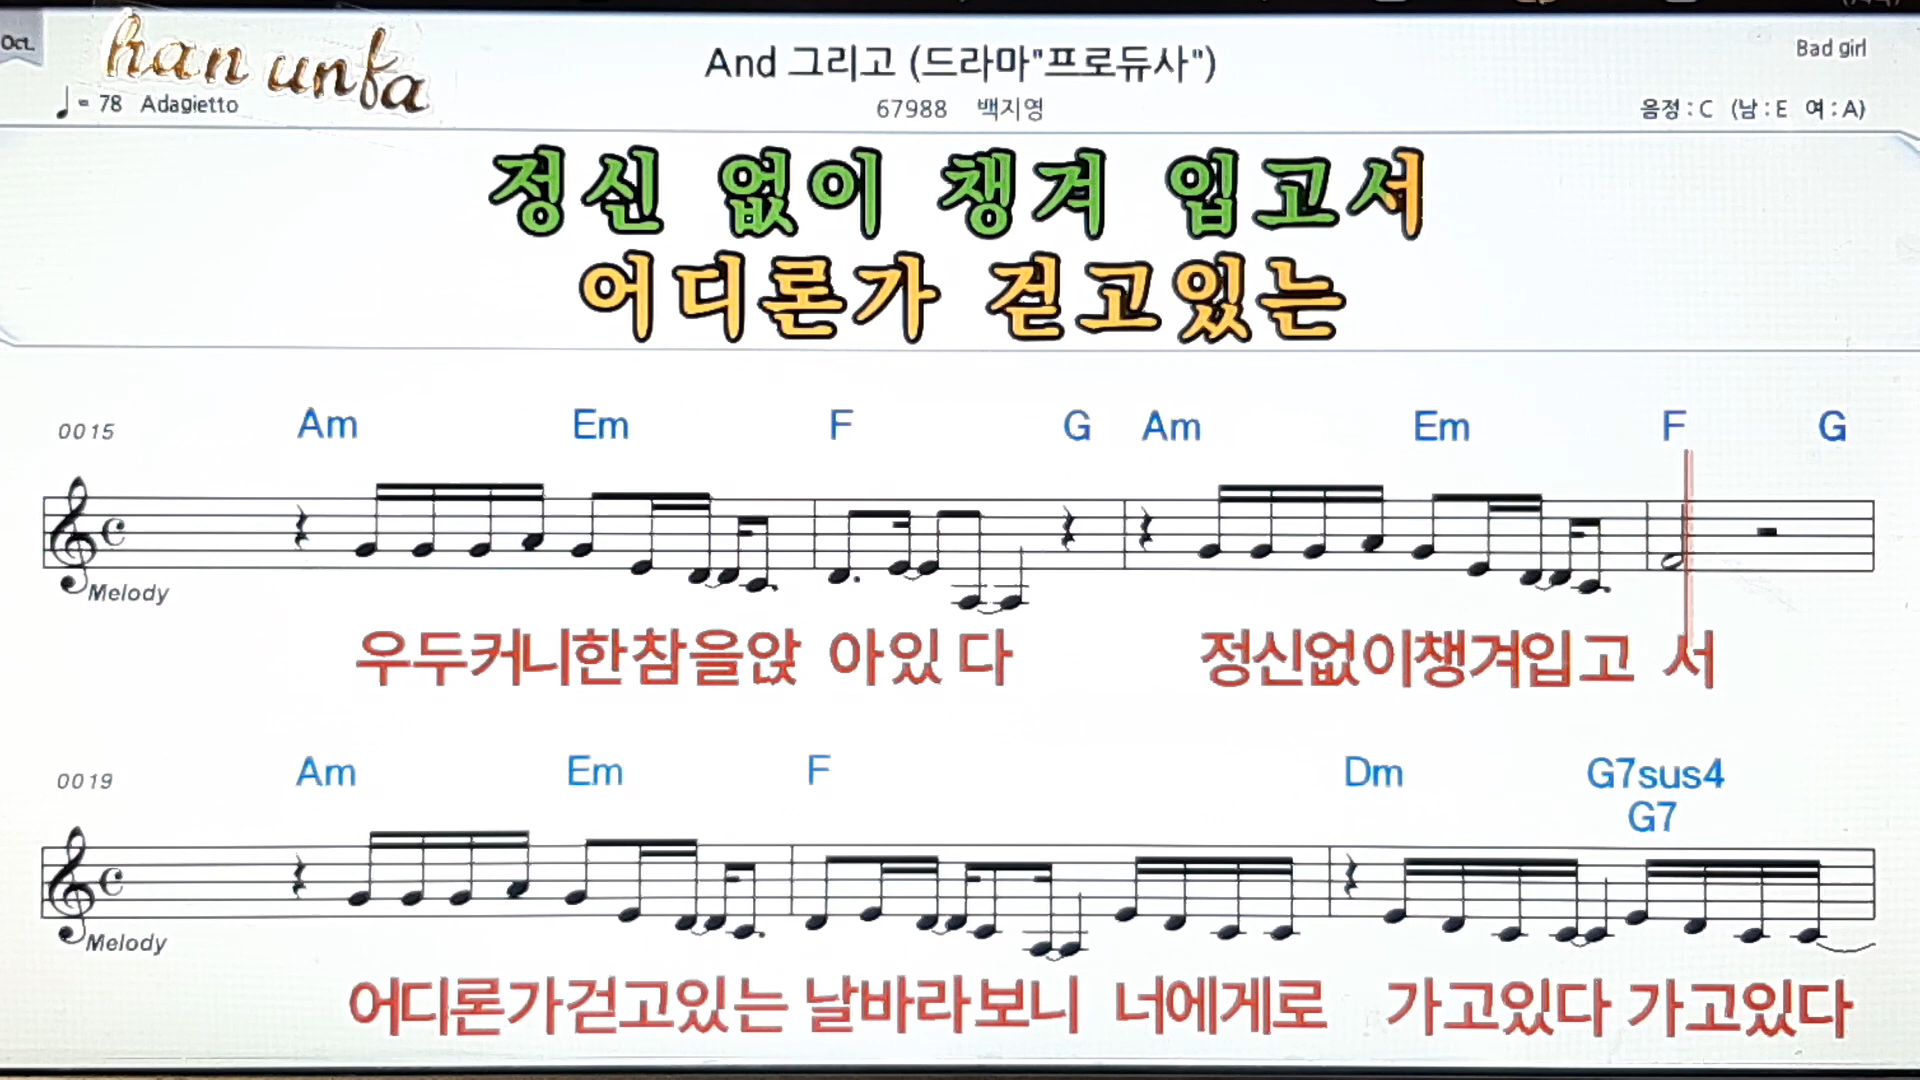 Oct.
han unfa
And 그리고 (드라마"프로듀사")
Bad girl
♩= 78 Adagietto
67988 백지영
음정 : C (남 : E 여 : A)
정신 없이 챙겨 입고서
어디론가 걷고있는
0015
Am Em F G Am Em F G
Melody
우두커니한참을앉 아있 다 정신없이챙겨입고 서
0019
Am Em F Dm G7sus4
G7
Melody
어디론가걷고있는 날바라보니 너에게로 가고있다 가고있다